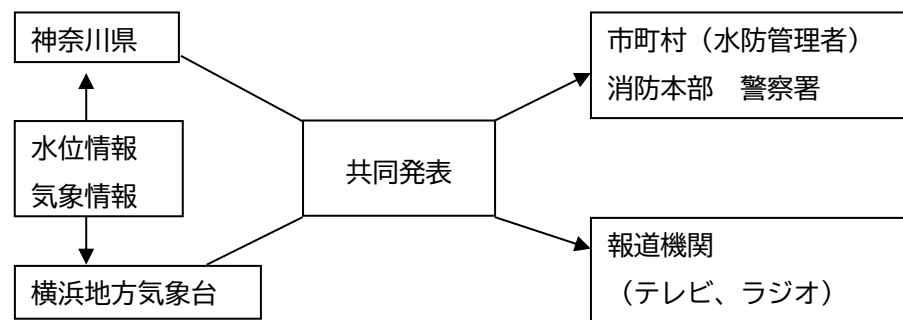 神奈川県
水位情報
気象情報
横浜地方気象台
共同発表
市町村（水防管理者）
消防本部　警察署
報道機関
（テレビ、ラジオ）